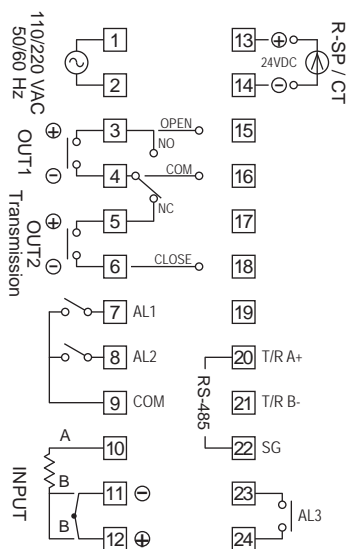 110/220 VAC
50/60 Hz
1
2
3
4
5
6
7
8
9
10
11
12
⊕
OUT1
⊖
⊕
OUT2
Transmission
⊖
OPEN
NO
COM
NC
CLOSE
AL1
AL2
COM
A
B
B
INPUT
⊖
⊕
13
14
15
16
17
18
19
20
21
22
23
24
⊕
24VDC
⊖
R-SP / CT
T/R A+
T/R B-
SG
RS-485
AL3